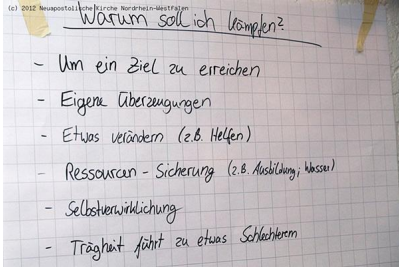 (c) 2012 Neuapostolische Kirche Nordrhein-Westfalen
Warum soll ich kämpfen?
- Um ein Ziel zu erreichen
- Eigene Überzeugungen
- Etwas verändern (z.B. Helfen)
- Ressourcen - Sicherung (z.B. Ausbildung, Wasser)
- Selbstverwirklichung
- Trägheit führt zu etwas Schlechterem